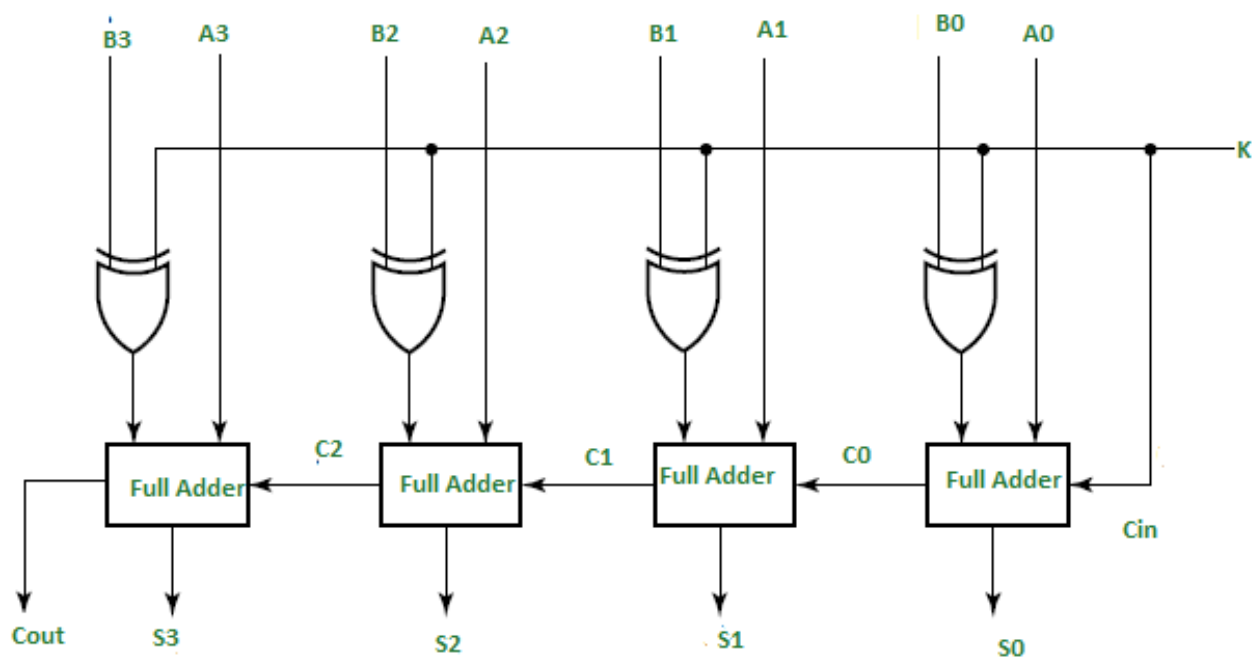 B3 A3 B2 A2 B1 A1 B0 A0
K
C2 C1 C0
Full Adder Full Adder Full Adder Full Adder
Cin
Cout S3 S2 S1 S0